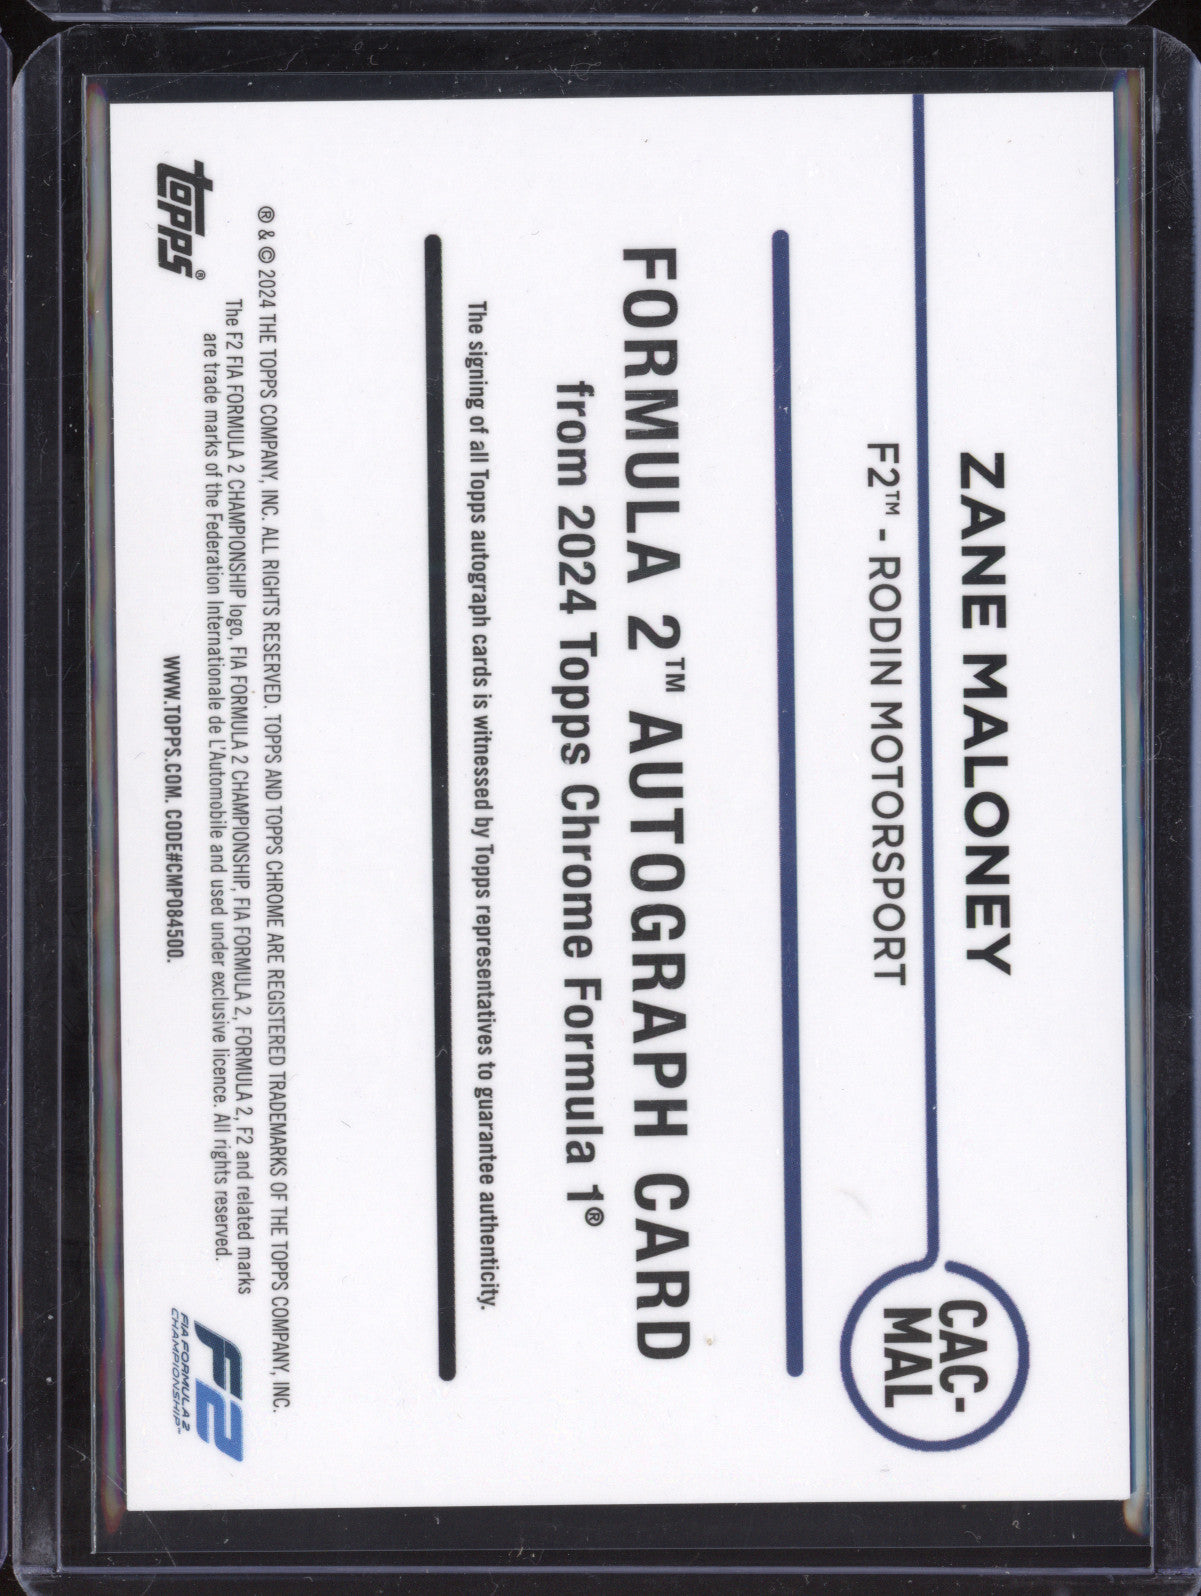 ZANE MALONEY
F2™ - RODIN MOTORSPORT
CAC-
MAL
FORMULA 2™ AUTOGRAPH CARD
from 2024 Topps Chrome Formula 1®
The signing of all Topps autograph cards is witnessed by Topps representatives to guarantee authenticity.
® & © 2024 THE TOPPS COMPANY, INC. ALL RIGHTS RESERVED. TOPPS AND TOPPS CHROME ARE REGISTERED TRADEMARKS OF THE TOPPS COMPANY, INC.
The F2 FIA FORMULA 2 CHAMPIONSHIP logo, FIA FORMULA 2 CHAMPIONSHIP, FIA FORMULA 2, FORMULA 2, F2 and related marks
are trade marks of the Federation Internationale de L'Automobile and used under exclusive licence. All rights reserved.
WWW.TOPPS.COM. CODE#CMP084500.
topps®
F2
FIA FORMULA 2
CHAMPIONSHIP™